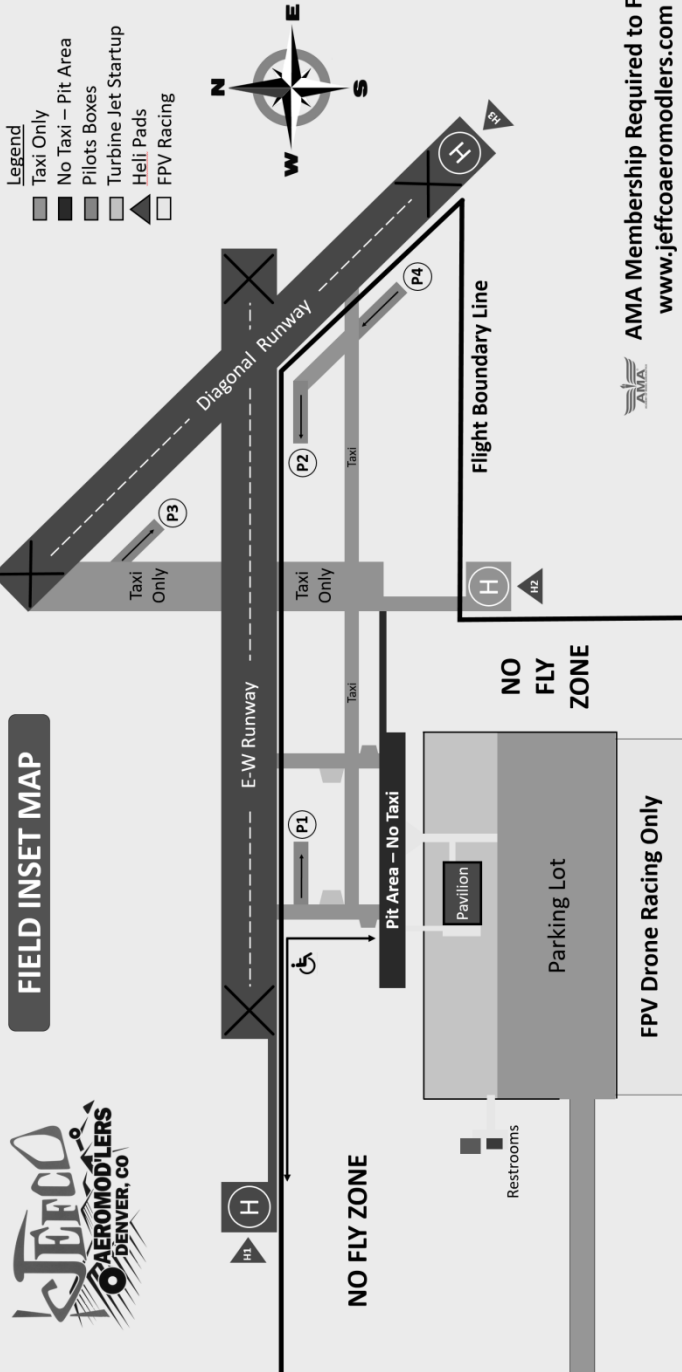 JEFCO
AEROMOD'LERS
DENVER, CO
FIELD INSET MAP
Legend
Taxi Only
No Taxi – Pit Area
Pilots Boxes
Turbine Jet Startup
Heli Pads
FPV Racing
N
E
S
W
H
H1
E-W Runway
Diagonal Runway
H
H3
P3
Taxi
Only
Taxi
Only
P1
P2
P4
Taxi
Taxi
Pit Area – No Taxi
H
H2
Flight Boundary Line
NO FLY ZONE
NO
FLY
ZONE
Pavilion
Parking Lot
Restrooms
FPV Drone Racing Only
AMA
AMA Membership Required to F
www.jeffcoaeromodlers.com